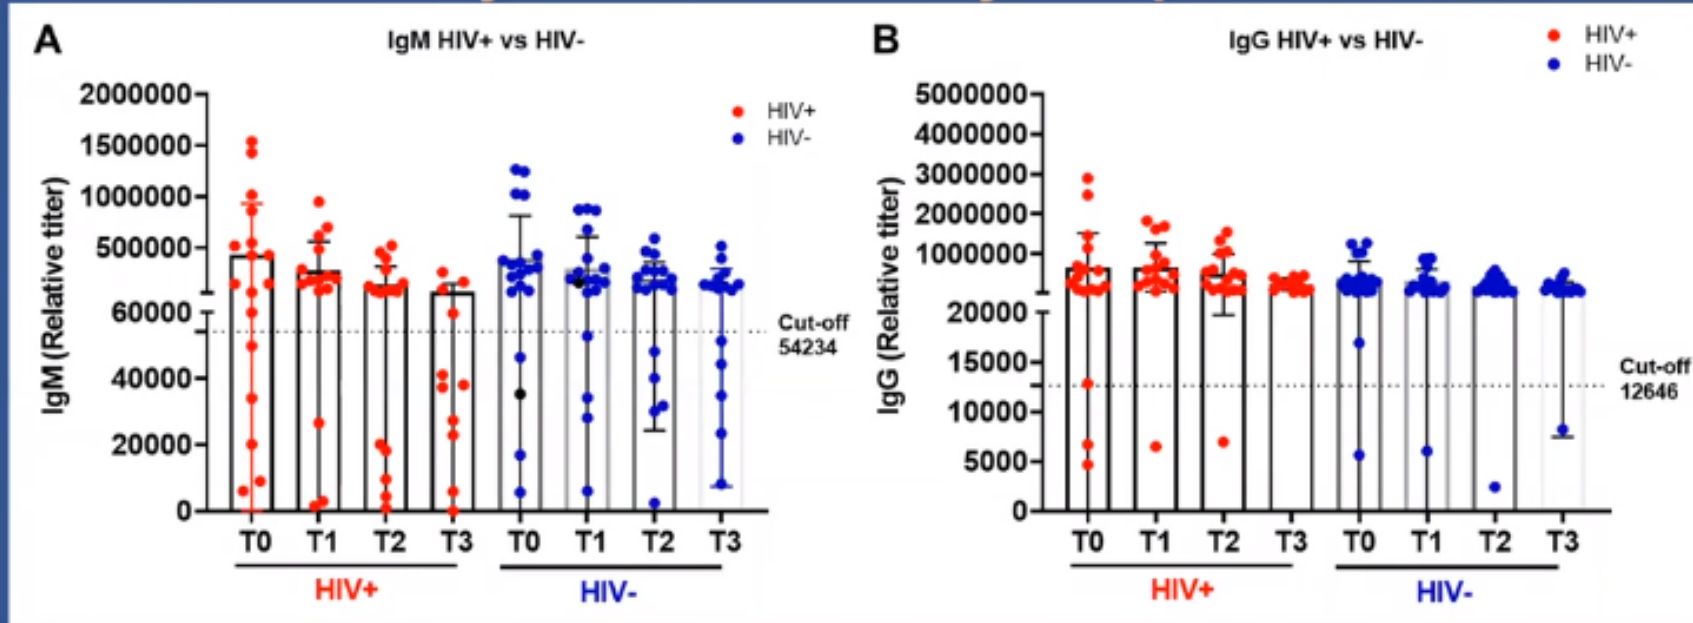 A
IgM HIV+ vs HIV-
HIV+
HIV-
IgM (Relative titer)
2000000
1500000
1000000
500000
60000
40000
20000
0
Cut-off
54234
T0 T1 T2 T3 T0 T1 T2 T3
HIV+ HIV-
B
IgG HIV+ vs HIV-
HIV+
HIV-
IgG (Relative titer)
5000000
4000000
3000000
2000000
1000000
20000
15000
10000
5000
0
Cut-off
12646
T0 T1 T2 T3 T0 T1 T2 T3
HIV+ HIV-